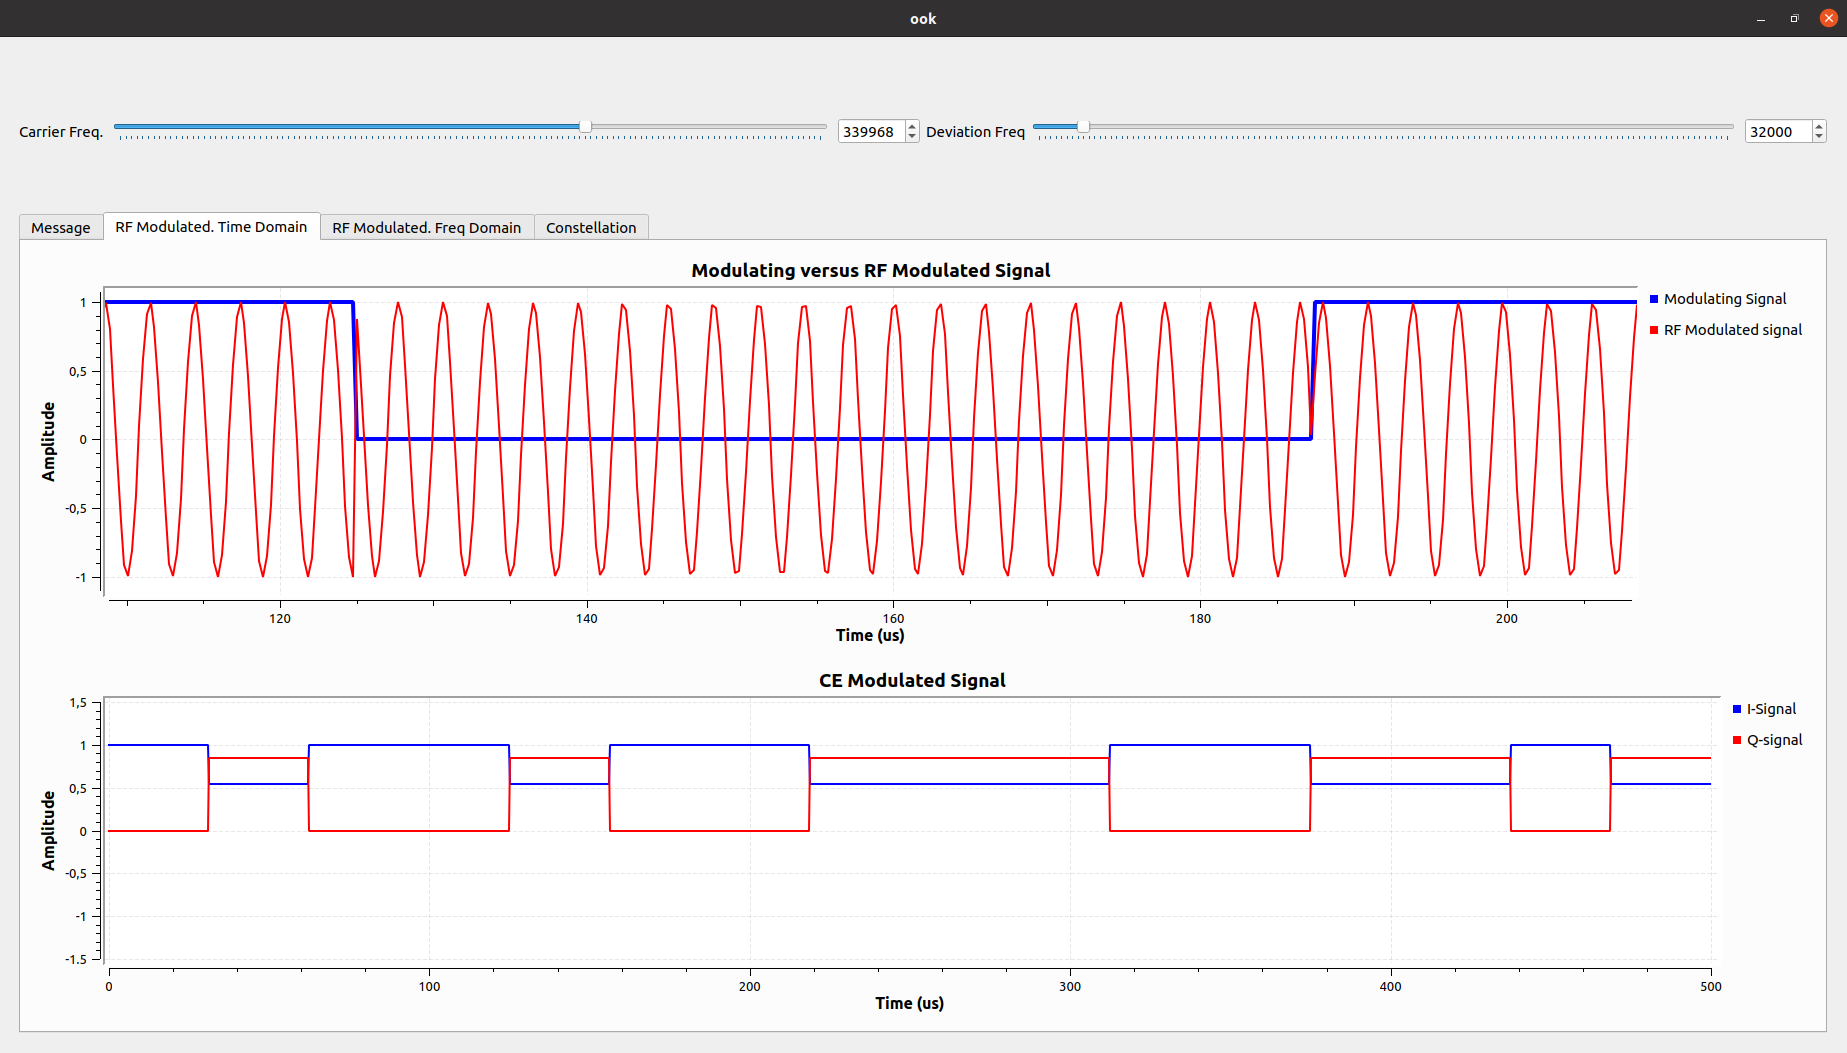 ook
Carrier Freq.
339968
Deviation Freq
32000
Message
RF Modulated. Time Domain
RF Modulated. Freq Domain
Constellation
Modulating versus RF Modulated Signal
Modulating Signal
RF Modulated signal
Amplitude
1
0,5
0
-0,5
-1
120
140
160
180
200
Time (us)
CE Modulated Signal
I-Signal
Q-signal
Amplitude
1,5
1
0,5
0
-0,5
-1
-1.5
0
100
200
300
400
500
Time (us)